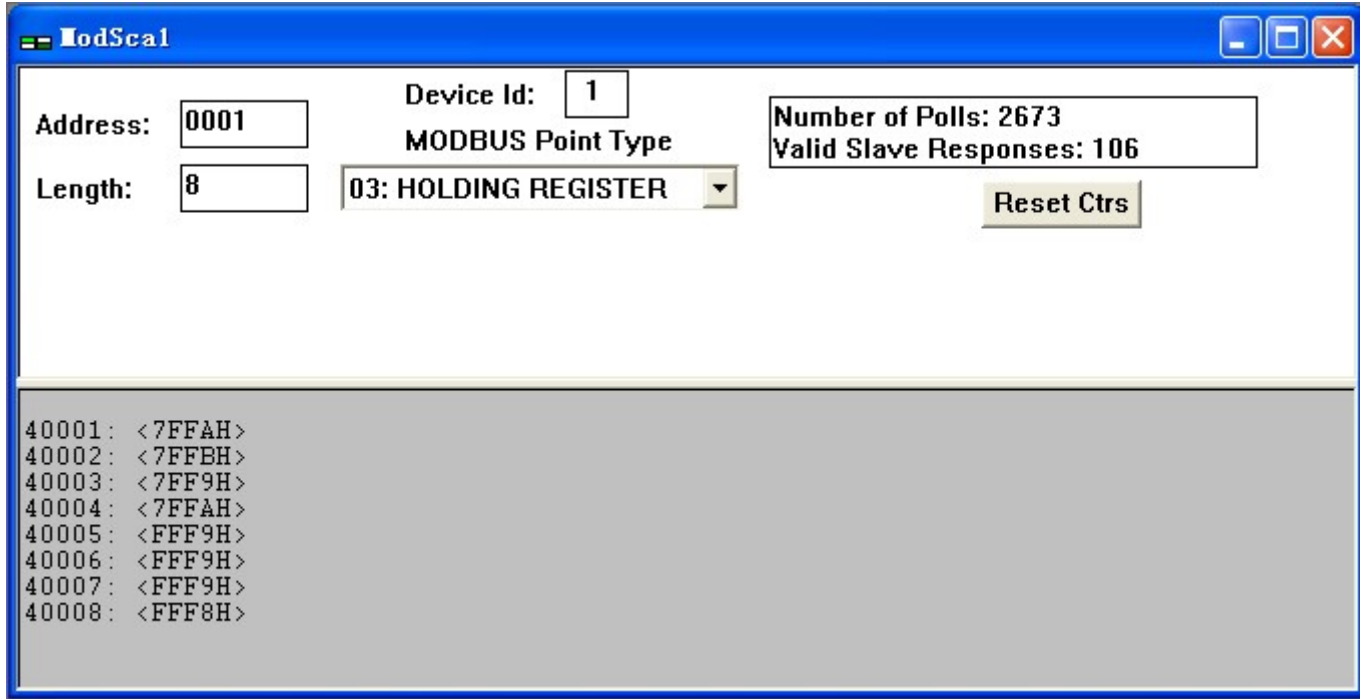 ModSca1
Address: 0001
Device Id: 1
MODBUS Point Type
Length: 8
03: HOLDING REGISTER
Number of Polls: 2673
Valid Slave Responses: 106
Reset Ctrs
40001: <7FFAH>
40002: <7FFBH>
40003: <7FF9H>
40004: <7FFAH>
40005: <FFF9H>
40006: <FFF9H>
40007: <FFF9H>
40008: <FFF8H>